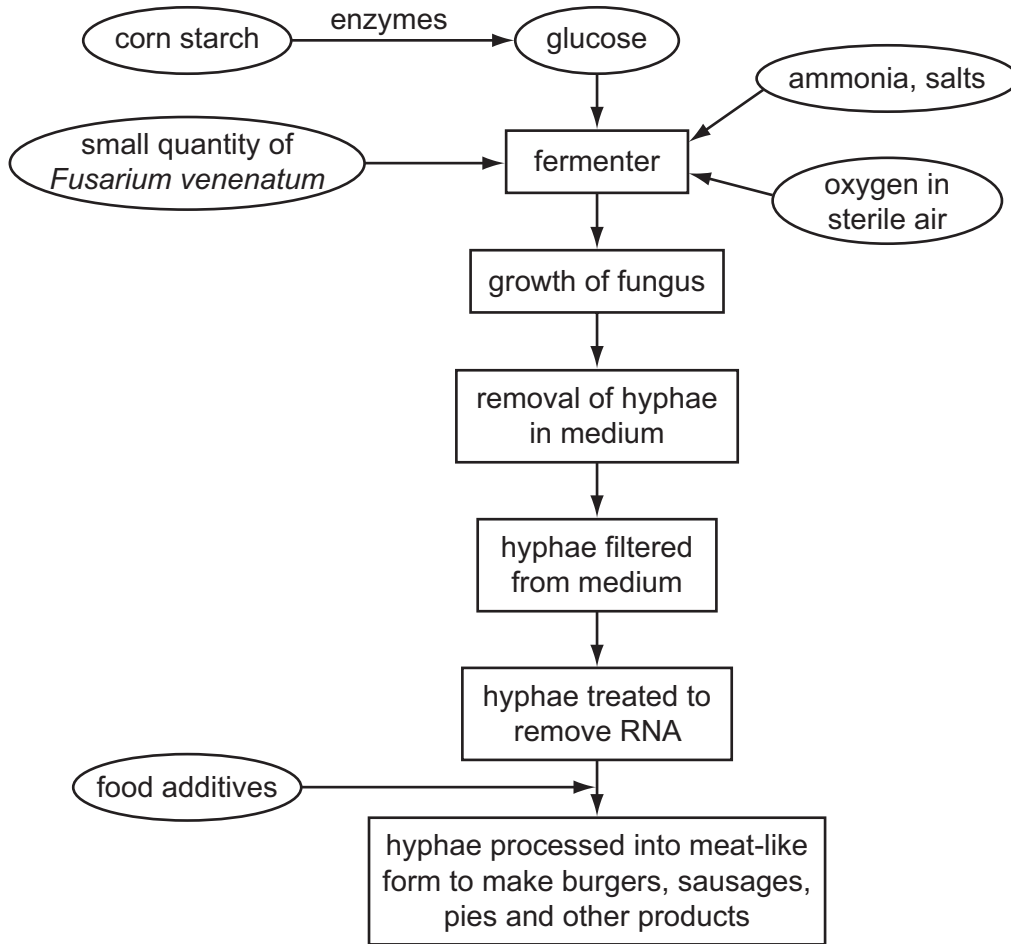 corn starch
enzymes
glucose
ammonia, salts
small quantity of
Fusarium venenatum
fermenter
oxygen in
sterile air
growth of fungus
removal of hyphae
in medium
hyphae filtered
from medium
hyphae treated to
remove RNA
food additives
hyphae processed into meat-like
form to make burgers, sausages,
pies and other products